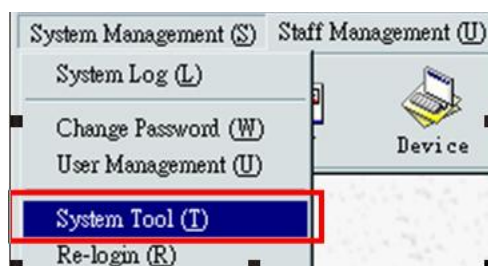 System Management (S) Staff Management (U)
System Log (L)
Change Password (W)
Device
User Management (U)
System Tool (T)
Re-login (R)